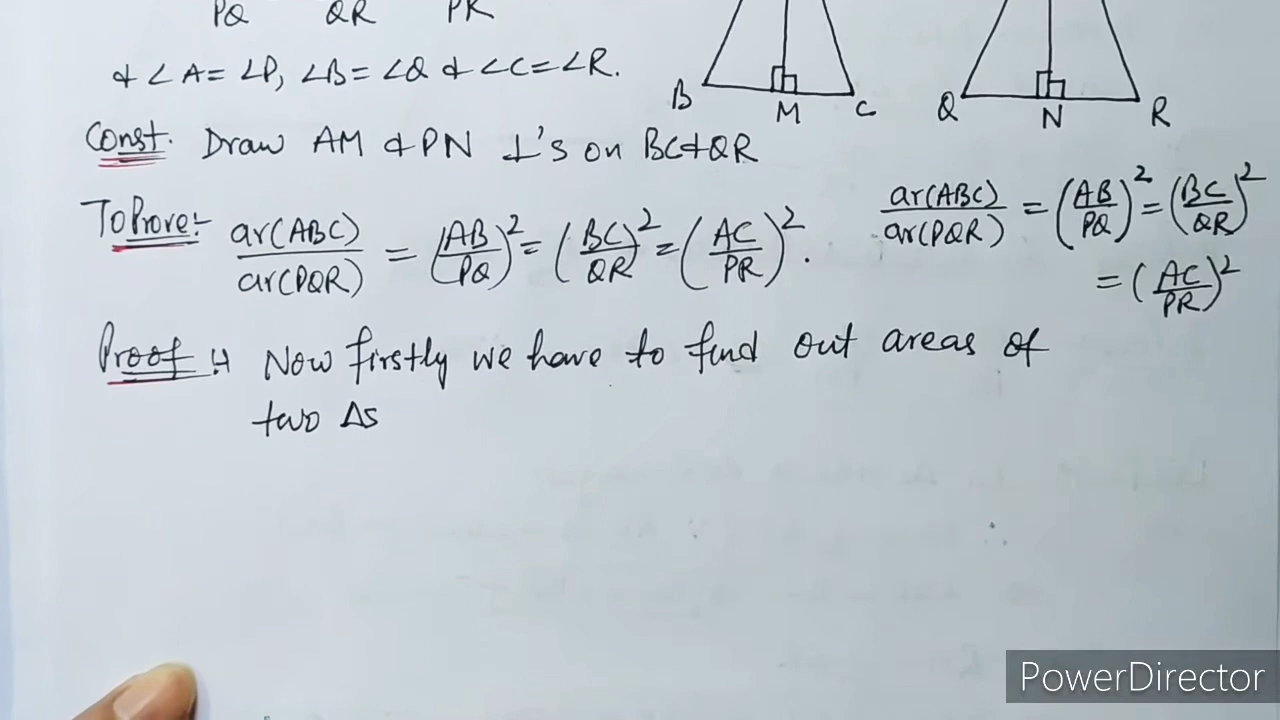 PQ QR PR
& ∠A = ∠P, ∠B = ∠Q & ∠C = ∠R.
B M C
Q N R
Const. Draw AM & PN ⊥'s on BC & QR
To Prove:- ar(ABC)/ar(PQR) = (AB/PQ)² = (BC/QR)² = (AC/PR)².
ar(ABC)/ar(PQR) = (AB/PQ)² = (BC/QR)²
= (AC/PR)²
Proof :- Now firstly we have to find out areas of
two Δs
PowerDirector